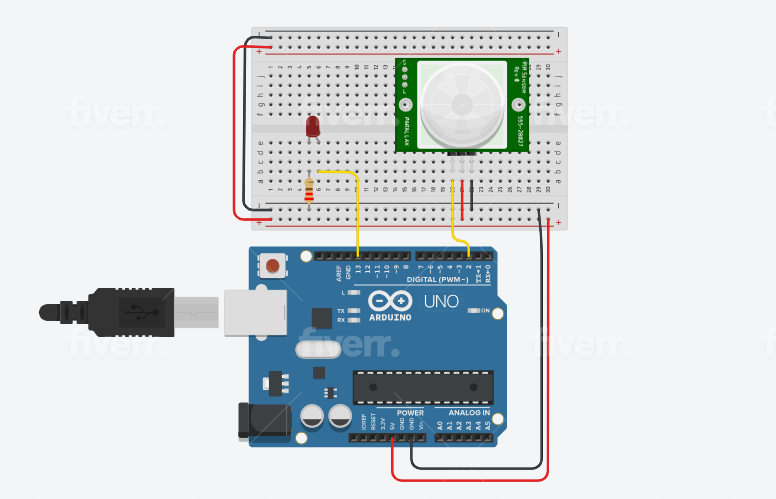 fiverr.
fiverr.
fiverr.
PIR Sensor
Rev B
555-28027
PARALLAX
AREF
GND
13
12
~11
~10
~9
8
7
~6
~5
4
~3
2
TX→1
RX←0
DIGITAL (PWM~)
L
TX
RX
UNO
ARDUINO
ON
fiverr.
fiverr.
fiverr.
POWER
ANALOG IN
IOREF
RESET
3.3V
5V
GND
GND
Vin
A0
A1
A2
A3
A4
A5